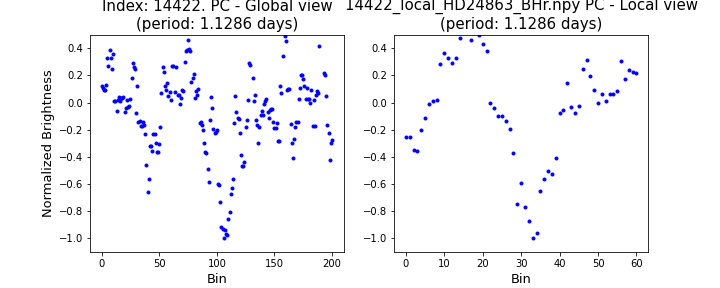 Index: 14422. PC - Global view
(period: 1.1286 days)
14422_local_HD24863_BHr.npy PC - Local view
(period: 1.1286 days)
Normalized Brightness
0.4
0.2
0.0
−0.2
−0.4
−0.6
−0.8
−1.0
0 50 100 150 200
Bin
0.4
0.2
0.0
−0.2
−0.4
−0.6
−0.8
−1.0
0 10 20 30 40 50 60
Bin